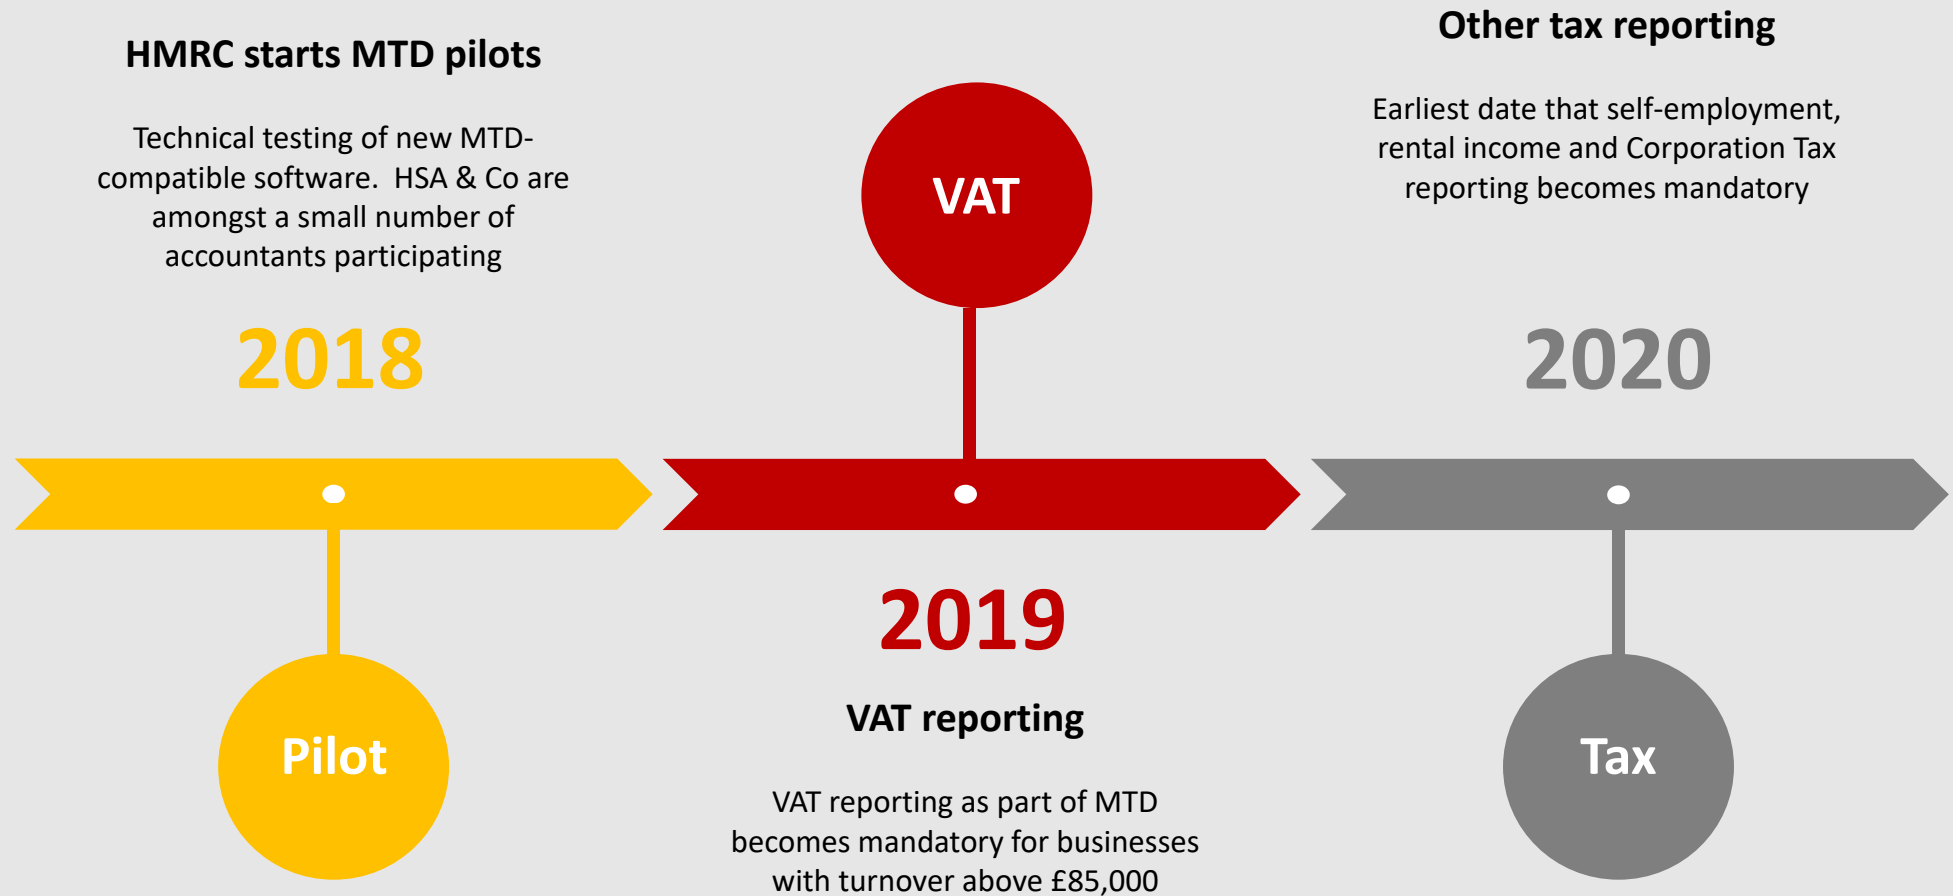 HMRC starts MTD pilots
Technical testing of new MTD-
compatible software.  HSA & Co are
amongst a small number of
accountants participating
2018
Pilot
VAT
2019
VAT reporting
VAT reporting as part of MTD
becomes mandatory for businesses
with turnover above £85,000
Other tax reporting
Earliest date that self-employment,
rental income and Corporation Tax
reporting becomes mandatory
2020
Tax